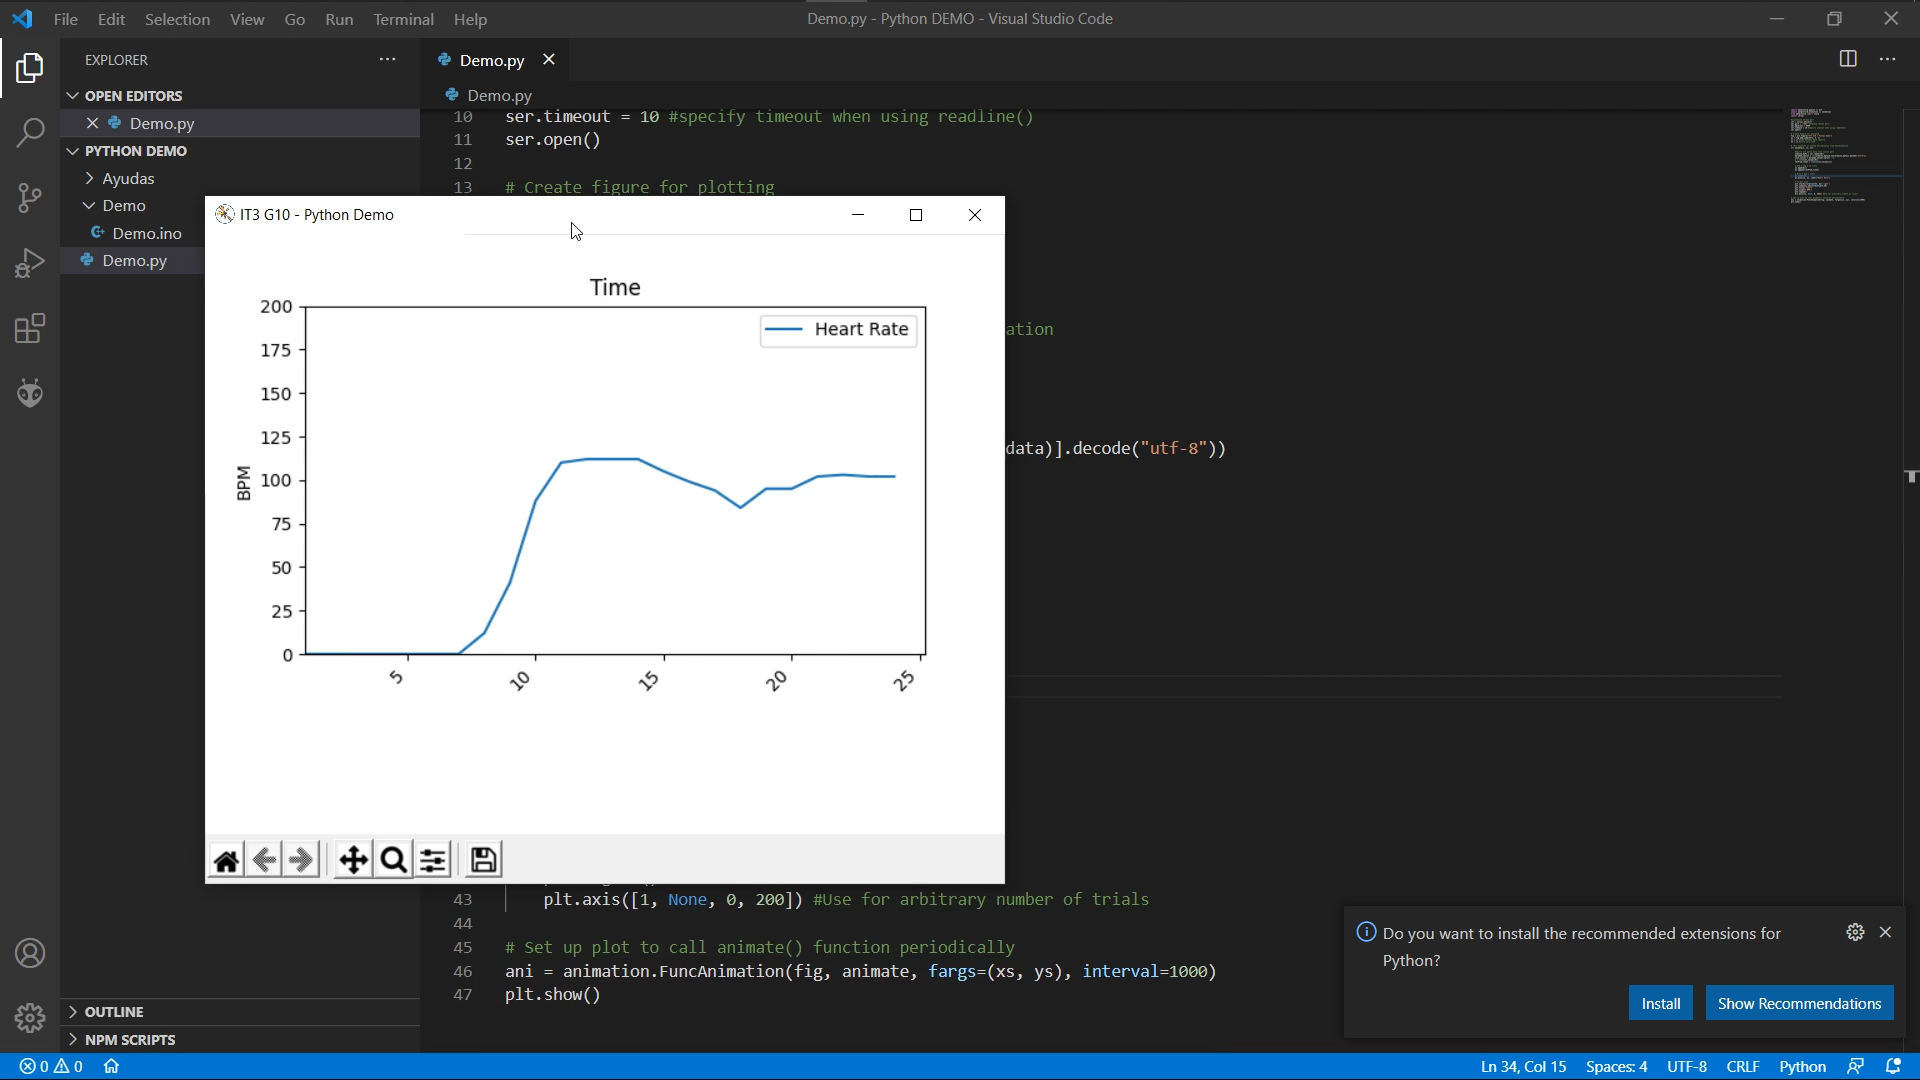 File Edit Selection View Go Run Terminal Help
Demo.py - Python DEMO - Visual Studio Code
EXPLORER
Demo.py
OPEN EDITORS
Demo.py
Demo.py
10 ser.timeout = 10 #specify timeout when using readline()
PYTHON DEMO
11 ser.open()
Ayudas
12
13 # Create figure for plotting
Demo
Demo.ino
Demo.py
IT3 G10 - Python Demo
Time
Heart Rate
200
175
150
125
100
75
50
25
0
BPM
5 10 15 20 25
ation
data)].decode("utf-8"))
43 plt.axis([1, None, 0, 200]) #Use for arbitrary number of trials
44
45 # Set up plot to call animate() function periodically
46 ani = animation.FuncAnimation(fig, animate, fargs=(xs, ys), interval=1000)
47 plt.show()
Do you want to install the recommended extensions for
Python?
Install Show Recommendations
OUTLINE
NPM SCRIPTS
0 0 Ln 34, Col 15 Spaces: 4 UTF-8 CRLF Python